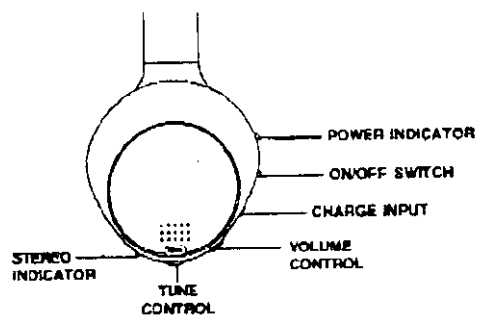 POWER INDICATOR
ON/OFF SWITCH
CHARGE INPUT
VOLUME
CONTROL
STEREO
INDICATOR
TUNE
CONTROL